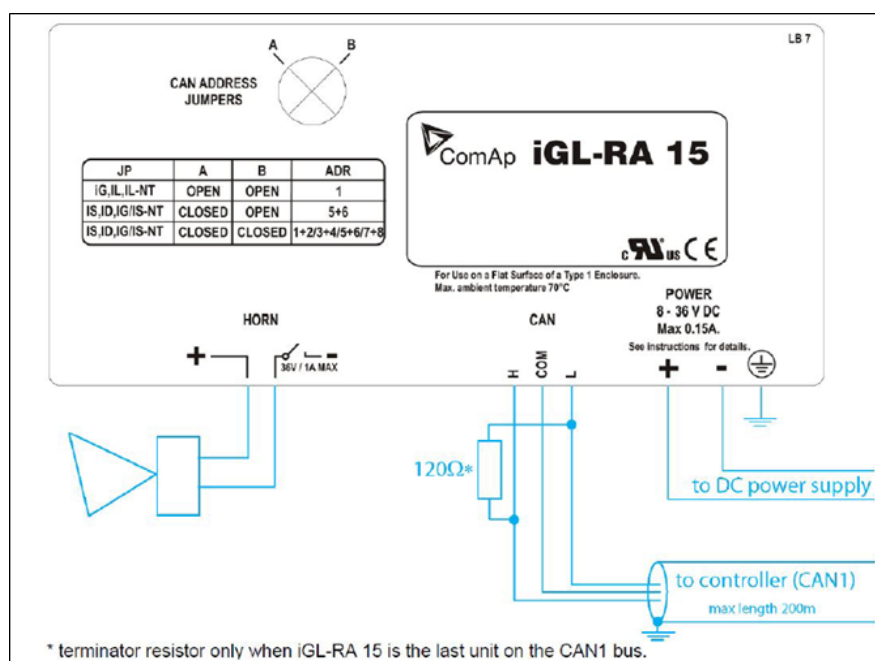 LB 7
A B
CAN ADDRESS
JUMPERS
ComAp iGL-RA 15
JP A B ADR
iG,IL,IL-NT OPEN OPEN 1
IS,ID,IG/IS-NT CLOSED OPEN 5+6
IS,ID,IG/IS-NT CLOSED CLOSED 1+2/3+4/5+6/7+8
c RU us CE
For Use on a Flat Surface of a Type 1 Enclosure.
Max. ambient temperature 70°C
POWER
8 - 36 V DC
Max 0.15A.
See instructions for details.
HORN
CAN
+ -
36V / 1A MAX
H COM L
+ -
120Ω*
to DC power supply
to controller (CAN1)
max length 200m
* terminator resistor only when iGL-RA 15 is the last unit on the CAN1 bus.